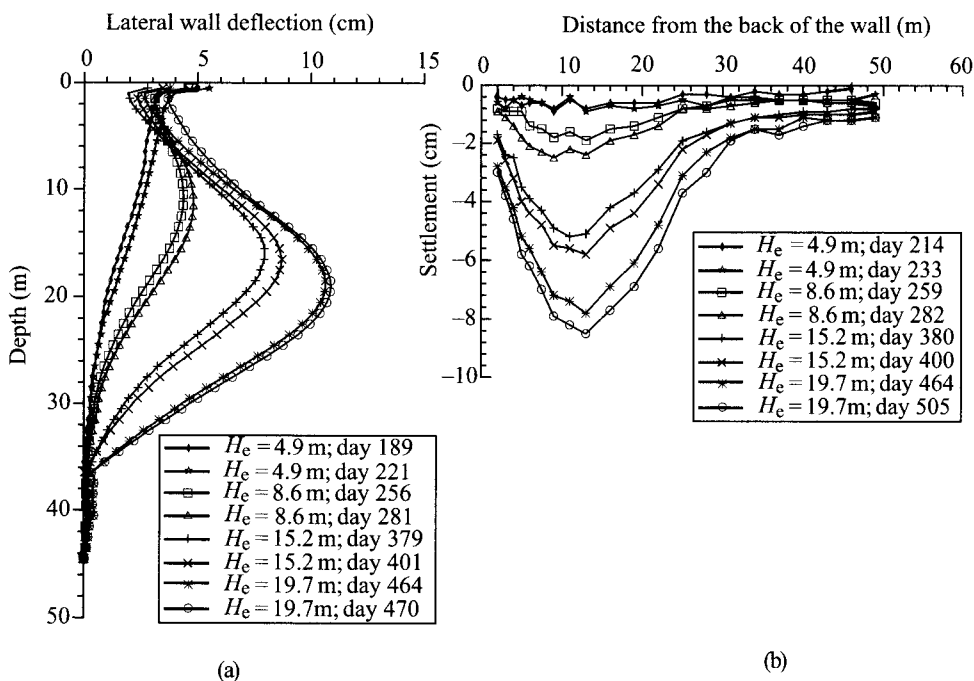 Lateral wall deflection (cm)
0 5 10 15
0
10
20
30
40
50
Depth (m)
Hₑ = 4.9 m; day 189
Hₑ = 4.9 m; day 221
Hₑ = 8.6 m; day 256
Hₑ = 8.6 m; day 281
Hₑ = 15.2 m; day 379
Hₑ = 15.2 m; day 401
Hₑ = 19.7 m; day 464
Hₑ = 19.7m; day 470
(a)
Distance from the back of the wall (m)
0 10 20 30 40 50 60
0
−2
−4
−6
−8
−10
Settlement (cm)
Hₑ = 4.9 m; day 214
Hₑ = 4.9 m; day 233
Hₑ = 8.6 m; day 259
Hₑ = 8.6 m; day 282
Hₑ = 15.2 m; day 380
Hₑ = 15.2 m; day 400
Hₑ = 19.7 m; day 464
Hₑ = 19.7m; day 505
(b)